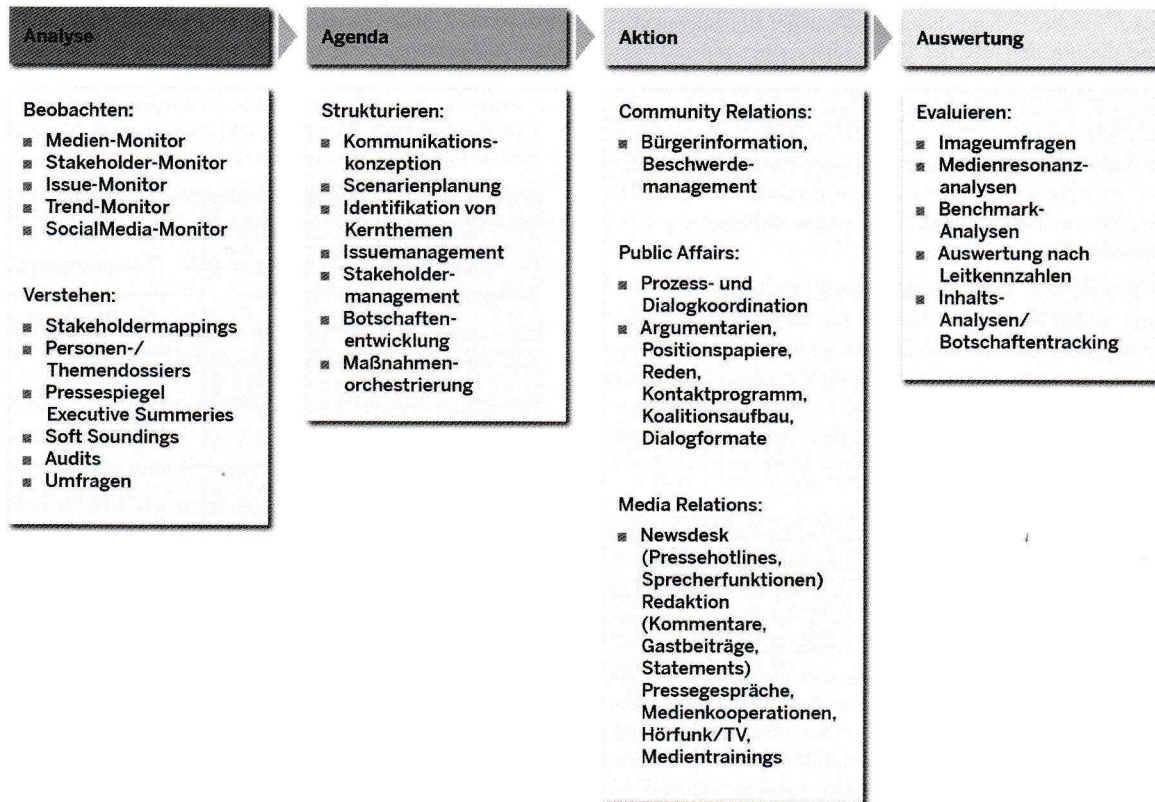 Analyse
Beobachten:
Medien-Monitor
Stakeholder-Monitor
Issue-Monitor
Trend-Monitor
SocialMedia-Monitor
Verstehen:
Stakeholdermappings
Personen-/
Themendossiers
Pressespiegel
Executive Summeries
Soft Soundings
Audits
Umfragen
Agenda
Strukturieren:
Kommunikations-
konzeption
Scenarienplanung
Identifikation von
Kernthemen
Issuemanagement
Stakeholder-
management
Botschaften-
entwicklung
Maßnahmen-
orchestrierung
Aktion
Community Relations:
Bürgerinformation,
Beschwerde-
management
Public Affairs:
Prozess- und
Dialogkoordination
Argumentarien,
Positionspapiere,
Reden,
Kontaktprogramm,
Koalitionsaufbau,
Dialogformate
Media Relations:
Newsdesk
(Pressehotlines,
Sprecherfunktionen)
Redaktion
(Kommentare,
Gastbeiträge,
Statements)
Pressegespräche,
Medienkooperationen,
Hörfunk/TV,
Medientrainings
Auswertung
Evaluieren:
Imageumfragen
Medienresonanz-
analysen
Benchmark-
Analysen
Auswertung nach
Leitkennzahlen
Inhalts-
Analysen/
Botschaftentracking